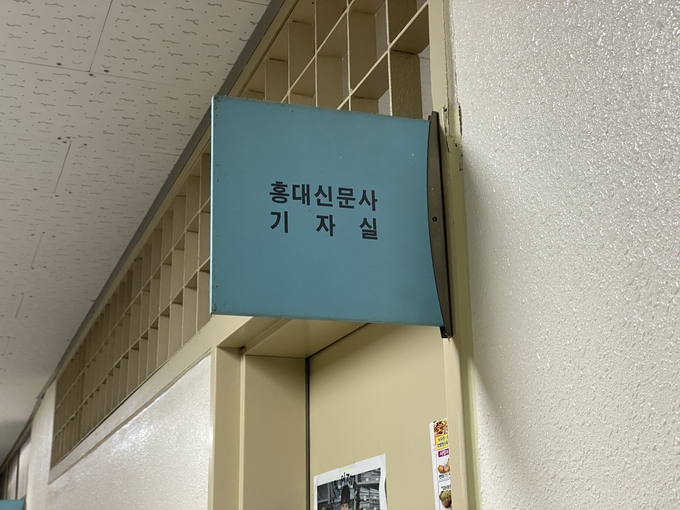 홍대신문사
기 자 실